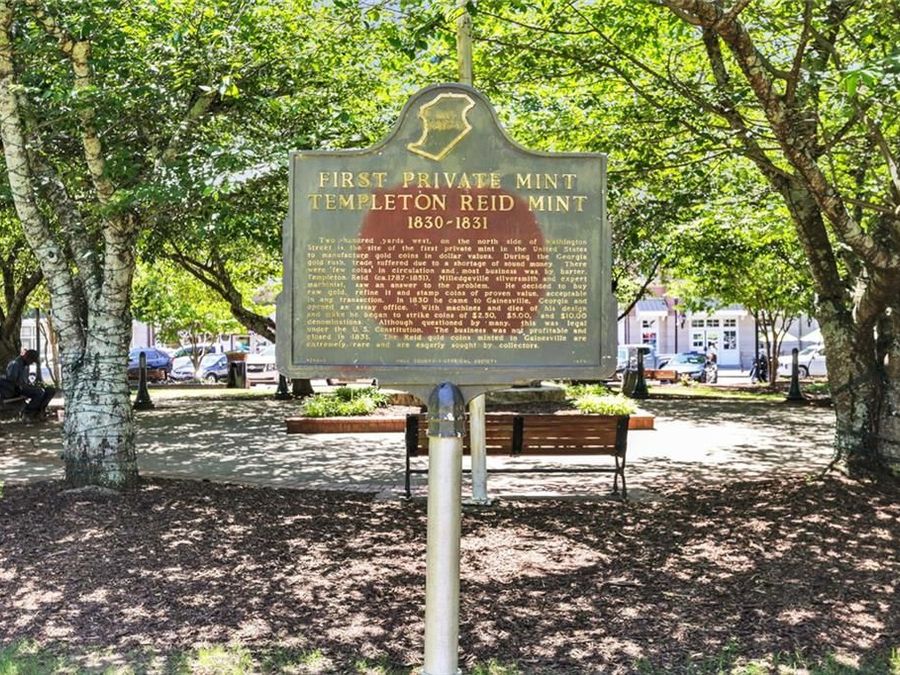 FIRST PRIVATE MINT
TEMPLETON REID MINT
1830-1831
Two hundred yards west, on the north side of Washington
Street is the site of the first private mint in the United States
to manufacture gold coins in dollar values. During the Georgia
gold rush, trade suffered due to a shortage of sound money. There
were few coins in circulation and most business was by barter.
Templeton Reid (ca.1787-1851), Milledgeville silversmith and expert
machinist, saw an answer to the problem. He decided to buy
raw gold, refine it and stamp coins of proven value, acceptable
in any transaction. In 1830 he came to Gainesville, Georgia and
opened an assay office. With machines and dies of his design
and make he began to strike coins of $2.50, $5.00, and $10.00
denominations. Although questioned by many, this was legal
under the U. S. Constitution. The business was not profitable and
closed in 1831. The Reid gold coins minted in Gainesville are
extremely rare and are eagerly sought by collectors.
HALL COUNTY HISTORICAL SOCIETY